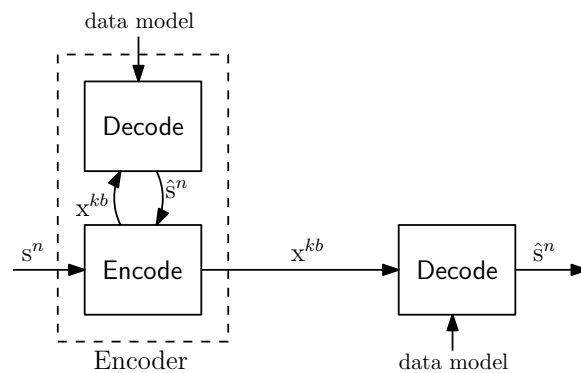 data model
Decode
x^{kb}
ŝ^n
s^n
Encode
x^{kb}
Decode
ŝ^n
Encoder
data model